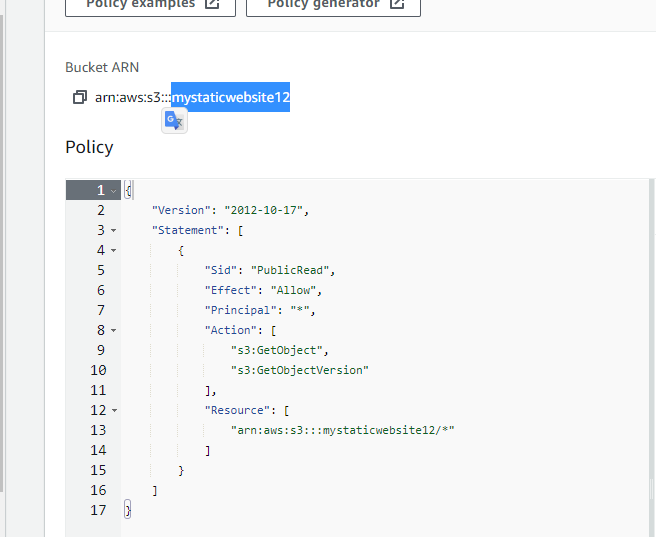 Policy examples Policy generator
Bucket ARN
arn:aws:s3:::mystaticwebsite12
G
Policy
1 {
2 "Version": "2012-10-17",
3 "Statement": [
4 {
5 "Sid": "PublicRead",
6 "Effect": "Allow",
7 "Principal": "*",
8 "Action": [
9 "s3:GetObject",
10 "s3:GetObjectVersion"
11 ],
12 "Resource": [
13 "arn:aws:s3:::mystaticwebsite12/*"
14 ]
15 }
16 ]
17 }